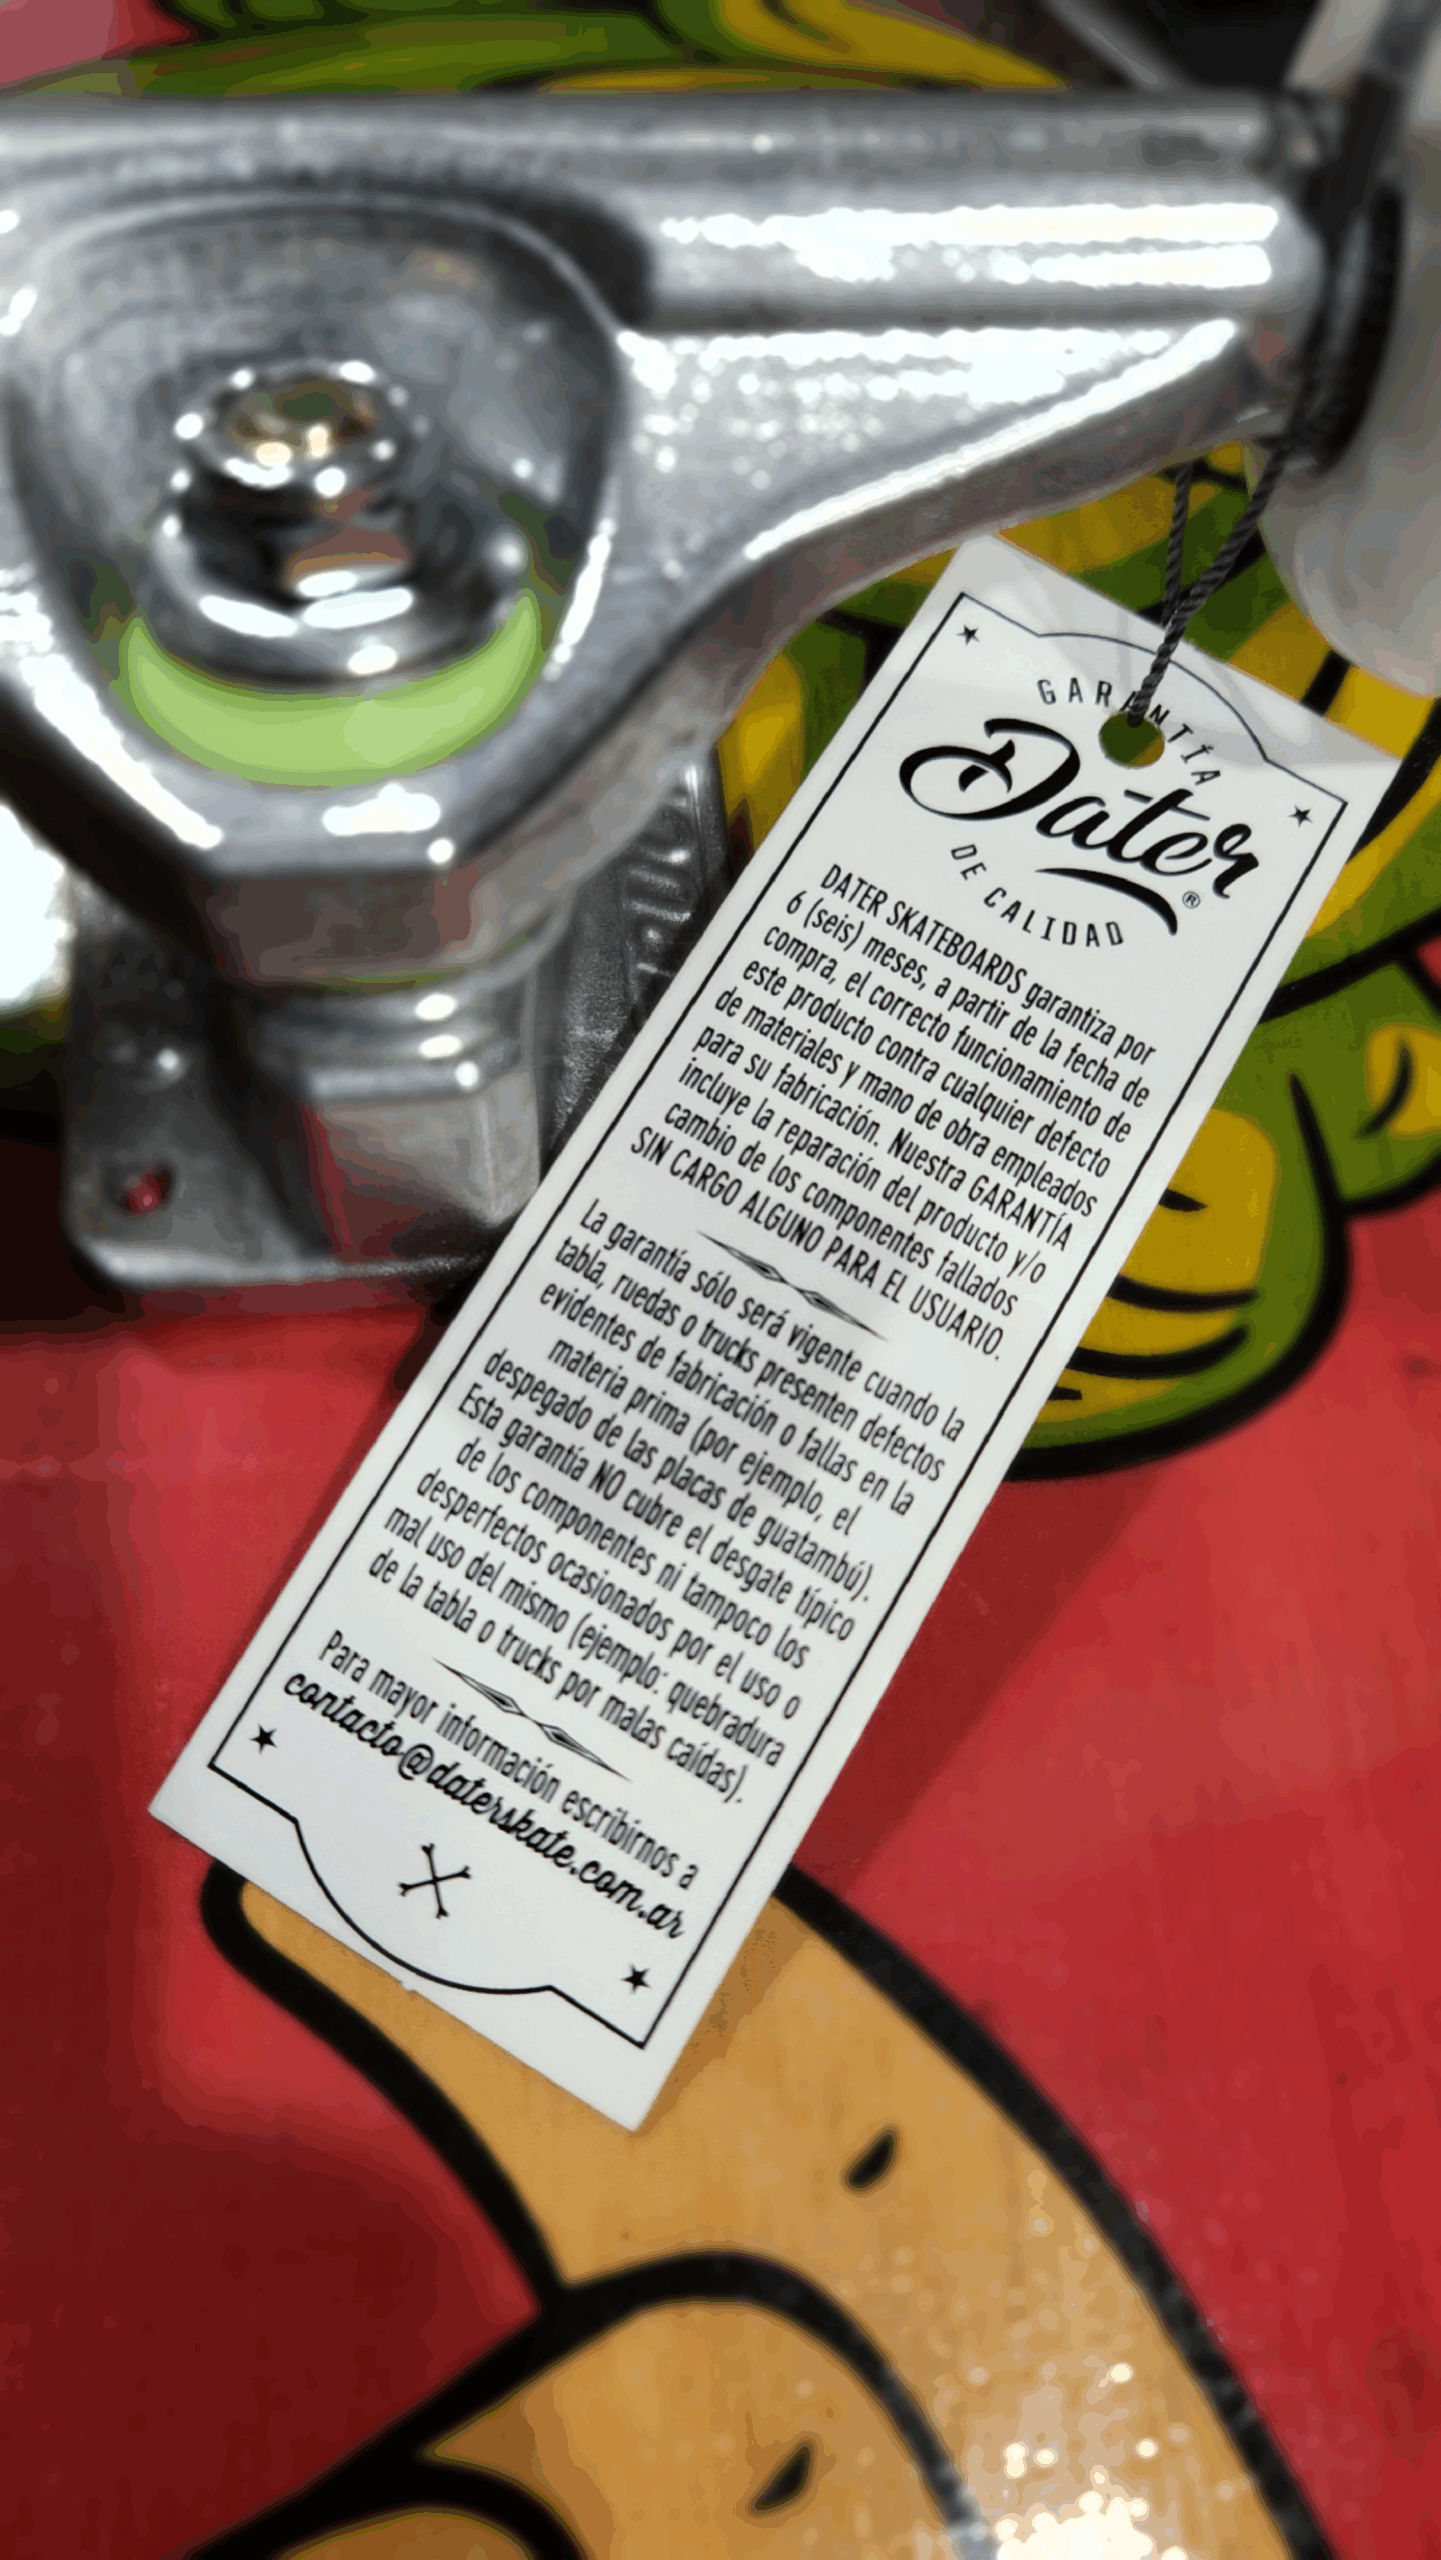 GARANTÍA
Dater®
DE CALIDAD
DATER SKATEBOARDS garantiza por
6 (seis) meses, a partir de la fecha de
compra, el correcto funcionamiento de
este producto contra cualquier defecto
de materiales y mano de obra empleados
para su fabricación. Nuestra GARANTÍA
incluye la reparación del producto y/o
cambio de los componentes fallados
SIN CARGO ALGUNO PARA EL USUARIO.
La garantía sólo será vigente cuando la
tabla, ruedas o trucks presenten defectos
evidentes de fabricación o fallas en la
materia prima (por ejemplo, el
despegado de las placas de guatambú).
Esta garantía NO cubre el desgate típico
de los componentes ni tampoco los
desperfectos ocasionados por el uso o
mal uso del mismo (ejemplo: quebradura
de la tabla o trucks por malas caídas).
Para mayor información escribirnos a
contacto@daterskate.com.ar